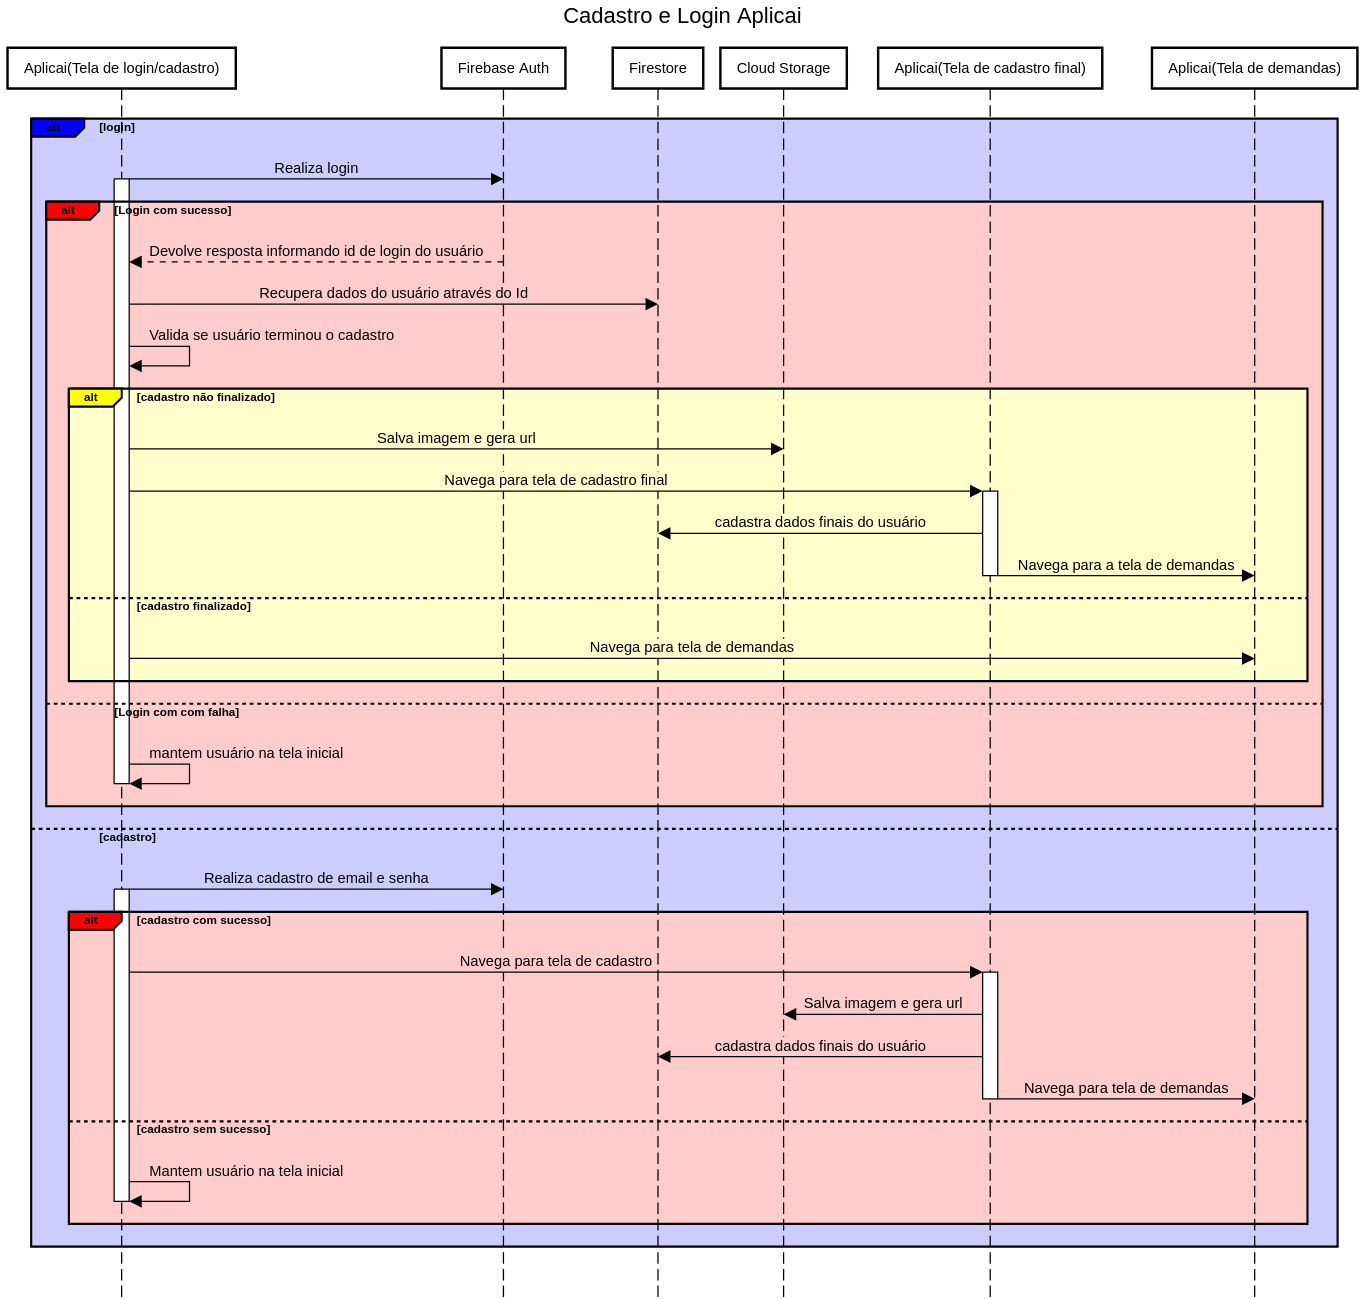 Cadastro e Login Aplicai
Aplicai(Tela de login/cadastro)
Firebase Auth
Firestore
Cloud Storage
Aplicai(Tela de cadastro final)
Aplicai(Tela de demandas)
alt
[login]
Realiza login
alt
[Login com sucesso]
Devolve resposta informando id de login do usuário
Recupera dados do usuário através do Id
Valida se usuário terminou o cadastro
alt
[cadastro não finalizado]
Salva imagem e gera url
Navega para tela de cadastro final
cadastra dados finais do usuário
Navega para a tela de demandas
[cadastro finalizado]
Navega para tela de demandas
[Login com com falha]
mantem usuário na tela inicial
[cadastro]
Realiza cadastro de email e senha
alt
[cadastro com sucesso]
Navega para tela de cadastro
Salva imagem e gera url
cadastra dados finais do usuário
Navega para tela de demandas
[cadastro sem sucesso]
Mantem usuário na tela inicial